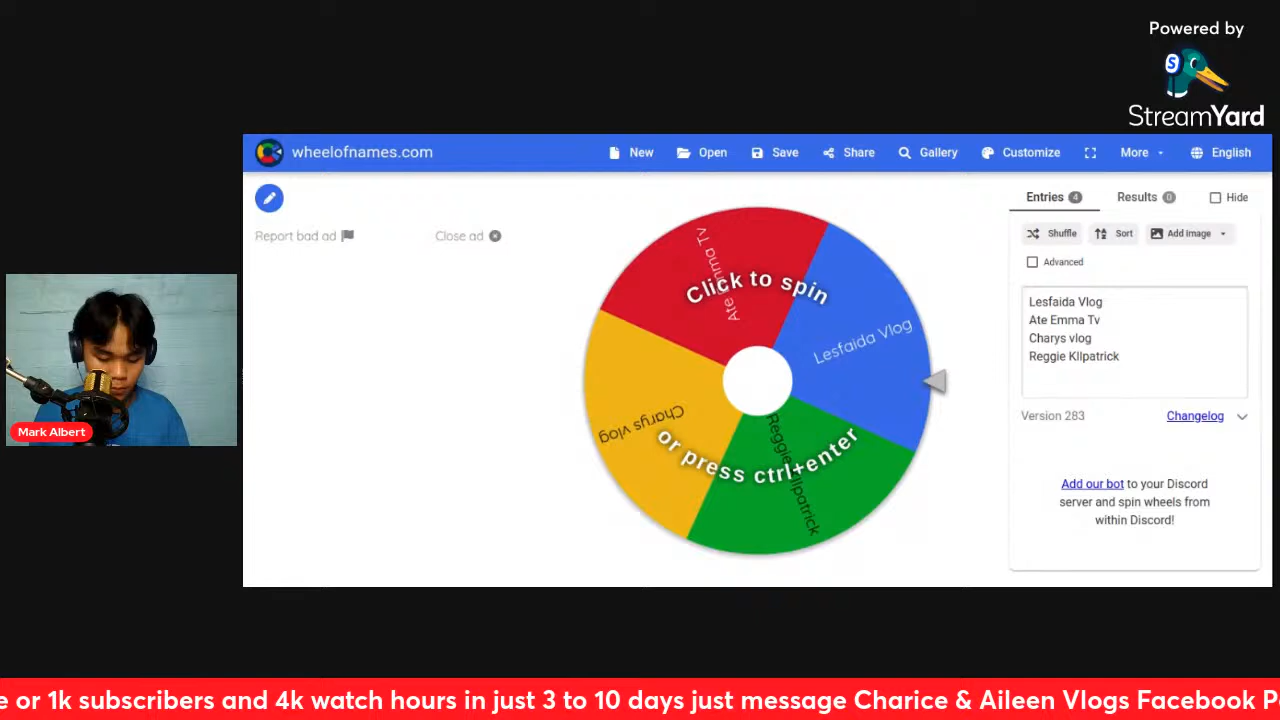 Powered by
StreamYard
wheelofnames.com
New
Open
Save
Share
Gallery
Customize
More
English
Report bad ad
Close ad
Entries 4
Results 0
Hide
Shuffle
Sort
Add image
Advanced
Lesfaida Vlog
Ate Emma Tv
Charys vlog
Reggie KIlpatrick
Version 283
Changelog
Add our bot to your Discord
server and spin wheels from
within Discord!
Ate Emma Tv
Click to spin
Lesfaida Vlog
Charys vlog
or press ctrl+enter
Reggie KIlpatrick
Mark Albert
e or 1k subscribers and 4k watch hours in just 3 to 10 days just message Charice & Aileen Vlogs Facebook P